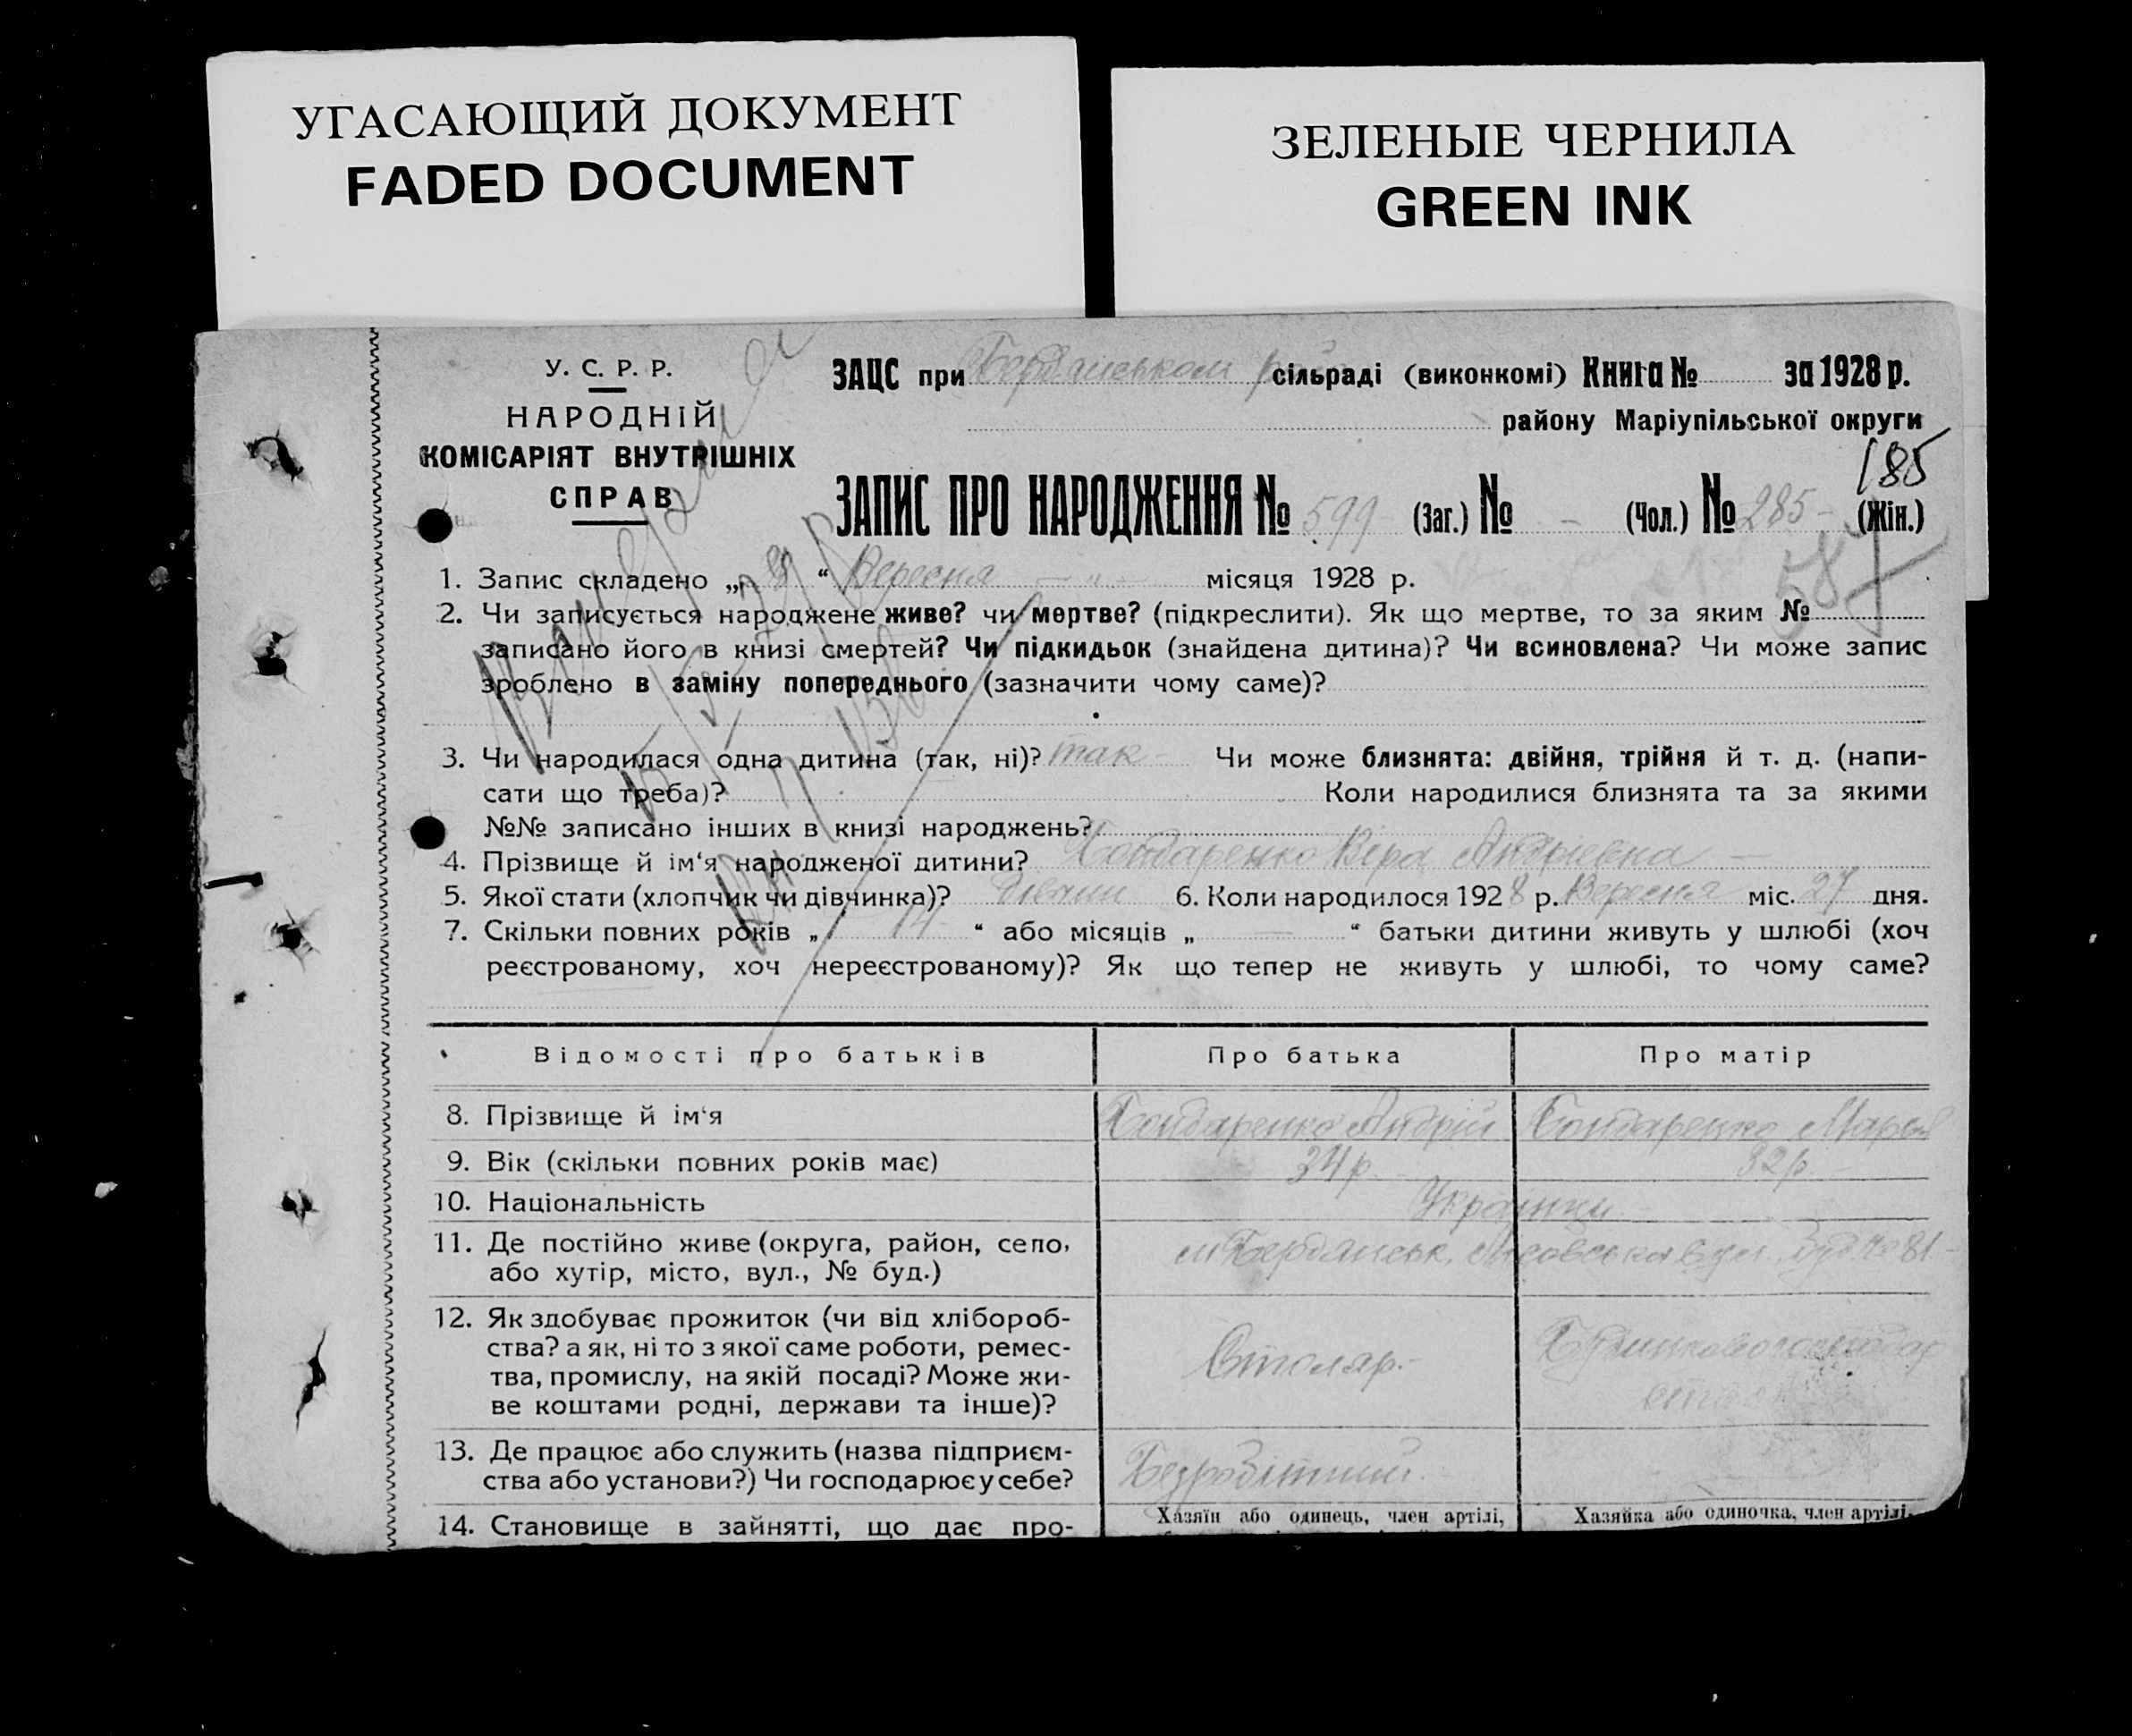 УГАСАЮЩИЙ ДОКУМЕНТ
FADED DOCUMENT
ЗЕЛЕНЫЕ ЧЕРНИЛА
GREEN INK
У. С. Р. Р.
НАРОДНІЙ
КОМІСАРІЯТ ВНУТРІШНІХ
СПРАВ
ЗАЦС при Бердянськом сільраді (виконкомі) Книга № за 1928 р.
району Маріупільської округи
185
ЗАПИС ПРО НАРОДЖЕННЯ № 599 (Заг.) № - (Чол.) № 285 - (Жін.)
587
1. Запис складено „ “ Вересня — " — місяця 1928 р.
2. Чи записується народжене живе? чи мертве? (підкреслити). Як що мертве, то за яким №
записано його в книзі смертей? Чи підкидьок (знайдена дитина)? Чи всиновлена? Чи може запис
зроблено в заміну попереднього (зазначити чому саме)?
3. Чи народилася одна дитина (так, ні)? так - Чи може близнята: двійня, трійня й т. д. (напи-
сати що треба)? Коли народилися близнята та за якими
№№ записано інших в книзі народжень?
4. Прізвище й ім‘я народженої дитини? Бондаренко Віра Андріевна —
5. Якої стати (хлопчик чи дівчинка)? 6. Коли народилося 1928 р. Вересня міс. 27 дня.
7. Скільки повних років „ 14 “ або місяців „ — “ батьки дитини живуть у шлюбі (хоч
реєстрованому, хоч нереєстрованому)? Як що тепер не живуть у шлюбі, то чому саме?
Відомості про батьків Про батька Про матір
8. Прізвище й ім‘я Бондаренко Андрій Бондаренко Марья
9. Вік (скільки повних років має) 34 р. - 32 р. -
10. Національність Українци
11. Де постійно живе (округа, район, село,
або хутір, місто, вул., № буд.) м Бердянськ, Лисовська вул. буд. № 81
12. Як здобуває прожиток (чи від хлібороб-
ства? а як, ні то з якої саме роботи, ремес-
тва, промислу, на якій посаді? Може жи-
ве коштами родні, держави та інше)?
Столяр. -
13. Де працює або служить (назва підприєм-
ства або установи?) Чи господарює у себе?
Безробітний. -
14. Становище в зайнятті, що дає про-
Хазяїн або одинець, член артілі,
Хазяйка або одиночка, член артілі,